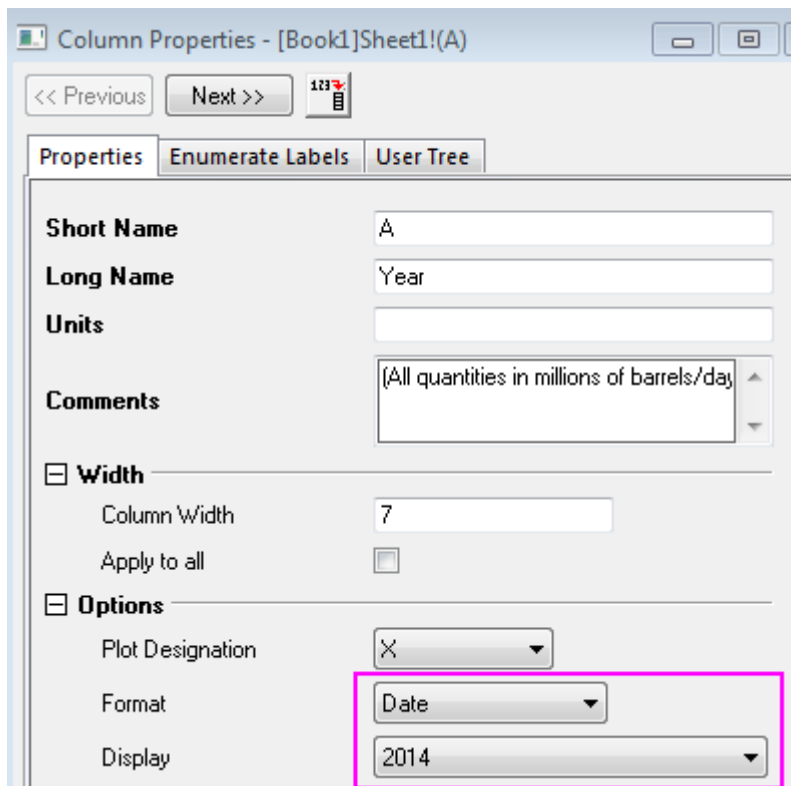 Column Properties - [Book1]Sheet1!(A)
<< Previous Next >> 123
Properties Enumerate Labels User Tree
Short Name A
Long Name Year
Units
Comments (All quantities in millions of barrels/day
Width
Column Width 7
Apply to all
Options
Plot Designation X
Format Date
Display 2014